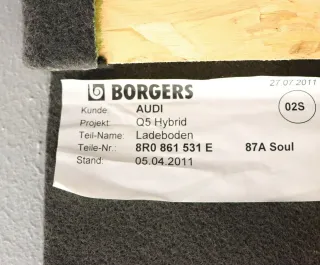 27 07 2011
BORGERS
Kunde: AUDI
02S
Projekt: Q5 Hybrid
Teil-Name: Ladeboden
Teile-Nr.: 8R0 861 531 E 87A Soul
Stand: 05.04.2011